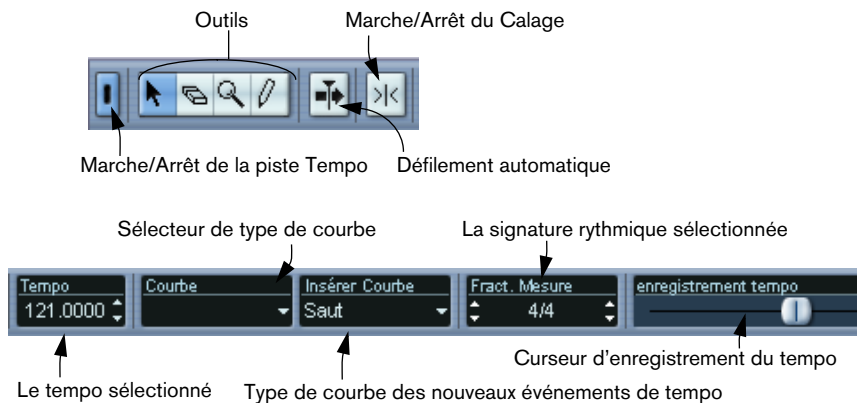 Outils
Marche/Arrêt du Calage
Marche/Arrêt de la piste Tempo
Défilement automatique
Sélecteur de type de courbe
La signature rythmique sélectionnée
Tempo
Courbe
Insérer Courbe
Fract. Mesure
enregistrement tempo
121.0000
Saut
4/4
Curseur d'enregistrement du tempo
Le tempo sélectionné
Type de courbe des nouveaux événements de tempo